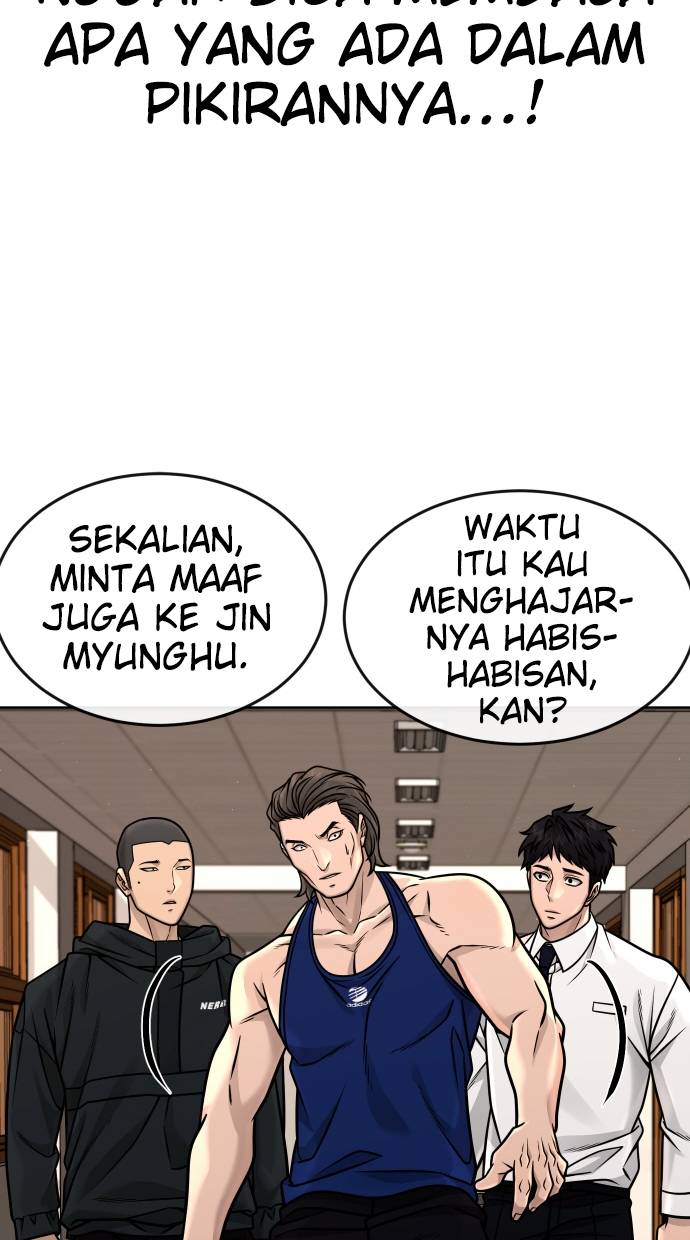 APA YANG ADA DALAM
PIKIRANNYA...!
SEKALIAN,
MINTA MAAF
JUGA KE JIN
MYUNGHU.
WAKTU
ITU KAU
MENGHAJAR-
NYA HABIS-
HABISAN,
KAN?
adidas